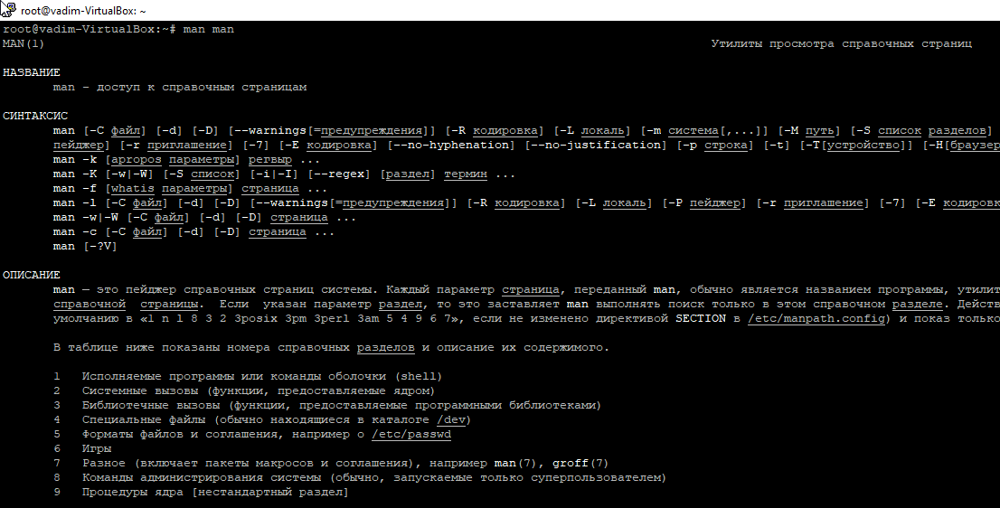 root@vadim-VirtualBox: ~
root@vadim-VirtualBox:~# man man
MAN(1) Утилиты просмотра справочных страниц
НАЗВАНИЕ
man - доступ к справочным страницам
СИНТАКСИС
man [-C файл] [-d] [-D] [--warnings[=предупреждения]] [-R кодировка] [-L локаль] [-m система[,...]] [-M путь] [-S список разделов]
пейджер] [-r приглашение] [-7] [-E кодировка] [--no-hyphenation] [--no-justification] [-p строка] [-t] [-T[устройство]] [-H[браузер
man -k [apropos параметры] регвыр ...
man -K [-w|-W] [-S список] [-i|-I] [--regex] [раздел] термин ...
man -f [whatis параметры] страница ...
man -l [-C файл] [-d] [-D] [--warnings[=предупреждения]] [-R кодировка] [-L локаль] [-P пейджер] [-r приглашение] [-7] [-E кодировк
man -w|-W [-C файл] [-d] [-D] страница ...
man -c [-C файл] [-d] [-D] страница ...
man [-?V]
ОПИСАНИЕ
man — это пейджер справочных страниц системы. Каждый параметр страница, переданный man, обычно является названием программы, утилит
справочной страницы. Если указан параметр раздел, то это заставляет man выполнять поиск только в этом справочном разделе. Действ
умолчанию в «1 n l 8 3 2 3posix 3pm 3perl 3am 5 4 9 6 7», если не изменено директивой SECTION в /etc/manpath.config) и показ только
В таблице ниже показаны номера справочных разделов и описание их содержимого.
1 Исполняемые программы или команды оболочки (shell)
2 Системные вызовы (функции, предоставляемые ядром)
3 Библиотечные вызовы (функции, предоставляемые программными библиотеками)
4 Специальные файлы (обычно находящиеся в каталоге /dev)
5 Форматы файлов и соглашения, например о /etc/passwd
6 Игры
7 Разное (включает пакеты макросов и соглашения), например man(7), groff(7)
8 Команды администрирования системы (обычно, запускаемые только суперпользователем)
9 Процедуры ядра [нестандартный раздел]